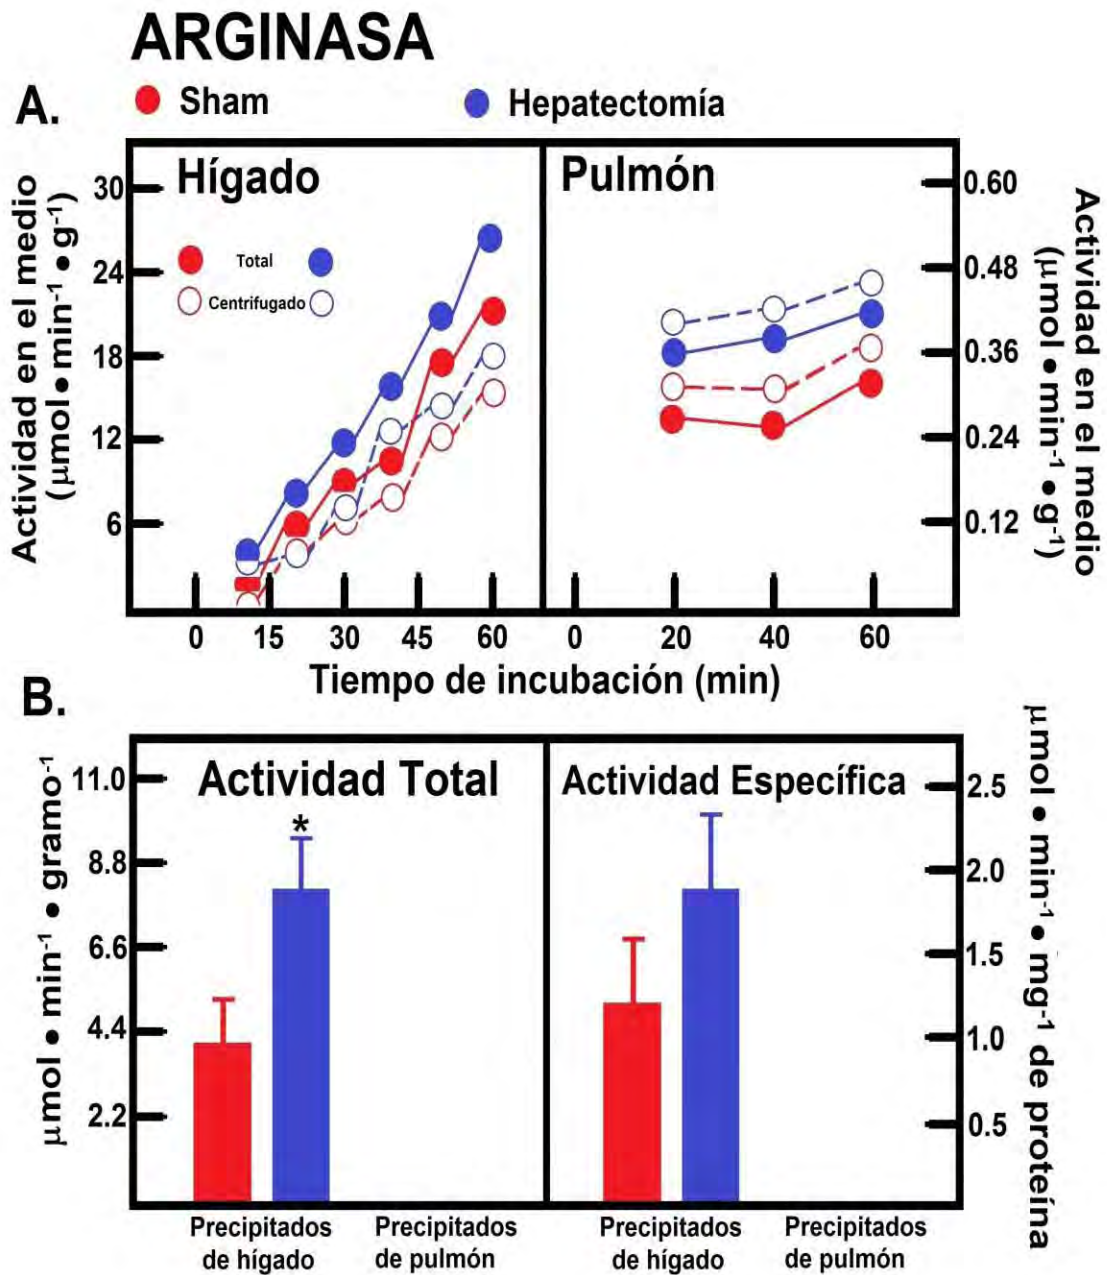 ARGINASA
A.
Sham
Hepatectomía
Actividad en el medio
(μmol•min⁻¹•g⁻¹)
30
24
18
12
6
Hígado
Total
Centrifugado
Pulmón
0.60
0.48
0.36
0.24
0.12
Actividad en el medio
(μmol•min⁻¹•g⁻¹)
0 15 30 45 60
0 20 40 60
Tiempo de incubación (min)
B.
μmol • min⁻¹ • gramo⁻¹
11.0
8.8
6.6
4.4
2.2
Actividad Total
*
Actividad Específica
2.5
2.0
1.5
1.0
0.5
μmol • min⁻¹• mg⁻¹ de proteína
Precipitados
de hígado
Precipitados
de pulmón
Precipitados
de hígado
Precipitados
de pulmón